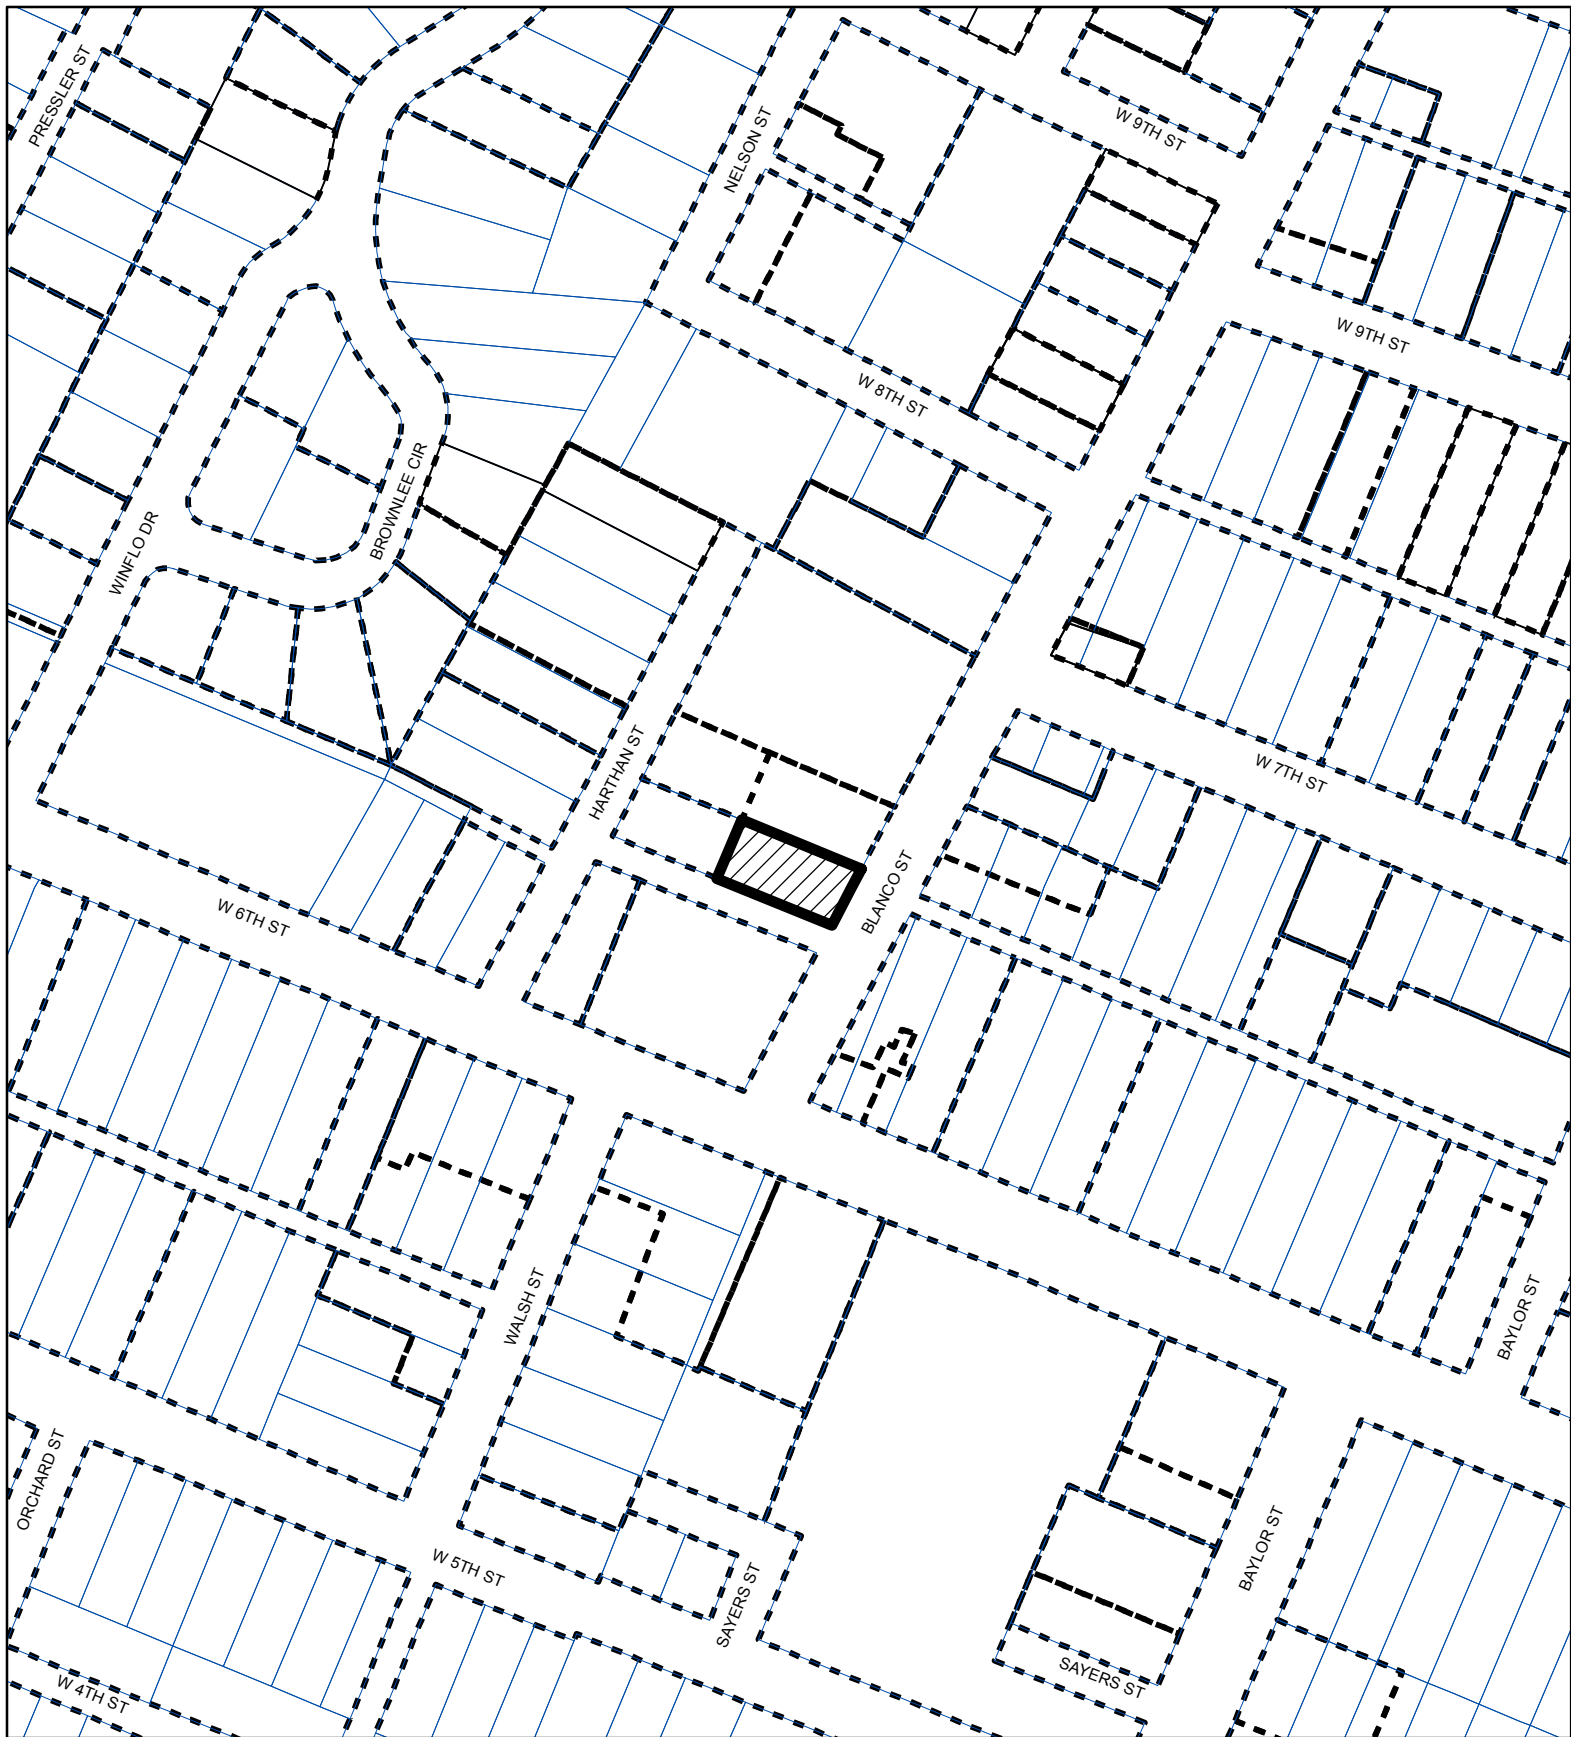 PRESSLER ST
W 9TH ST
NELSON ST
W 9TH ST
W 8TH ST
BROWNLEE CIR
WINFLO DR
HARTHAN ST
W 7TH ST
BLANCO ST
W 6TH ST
WALSH ST
BAYLOR ST
ORCHARD ST
W 5TH ST
BAYLOR ST
SAYERS ST
SAYERS ST
W 4TH ST